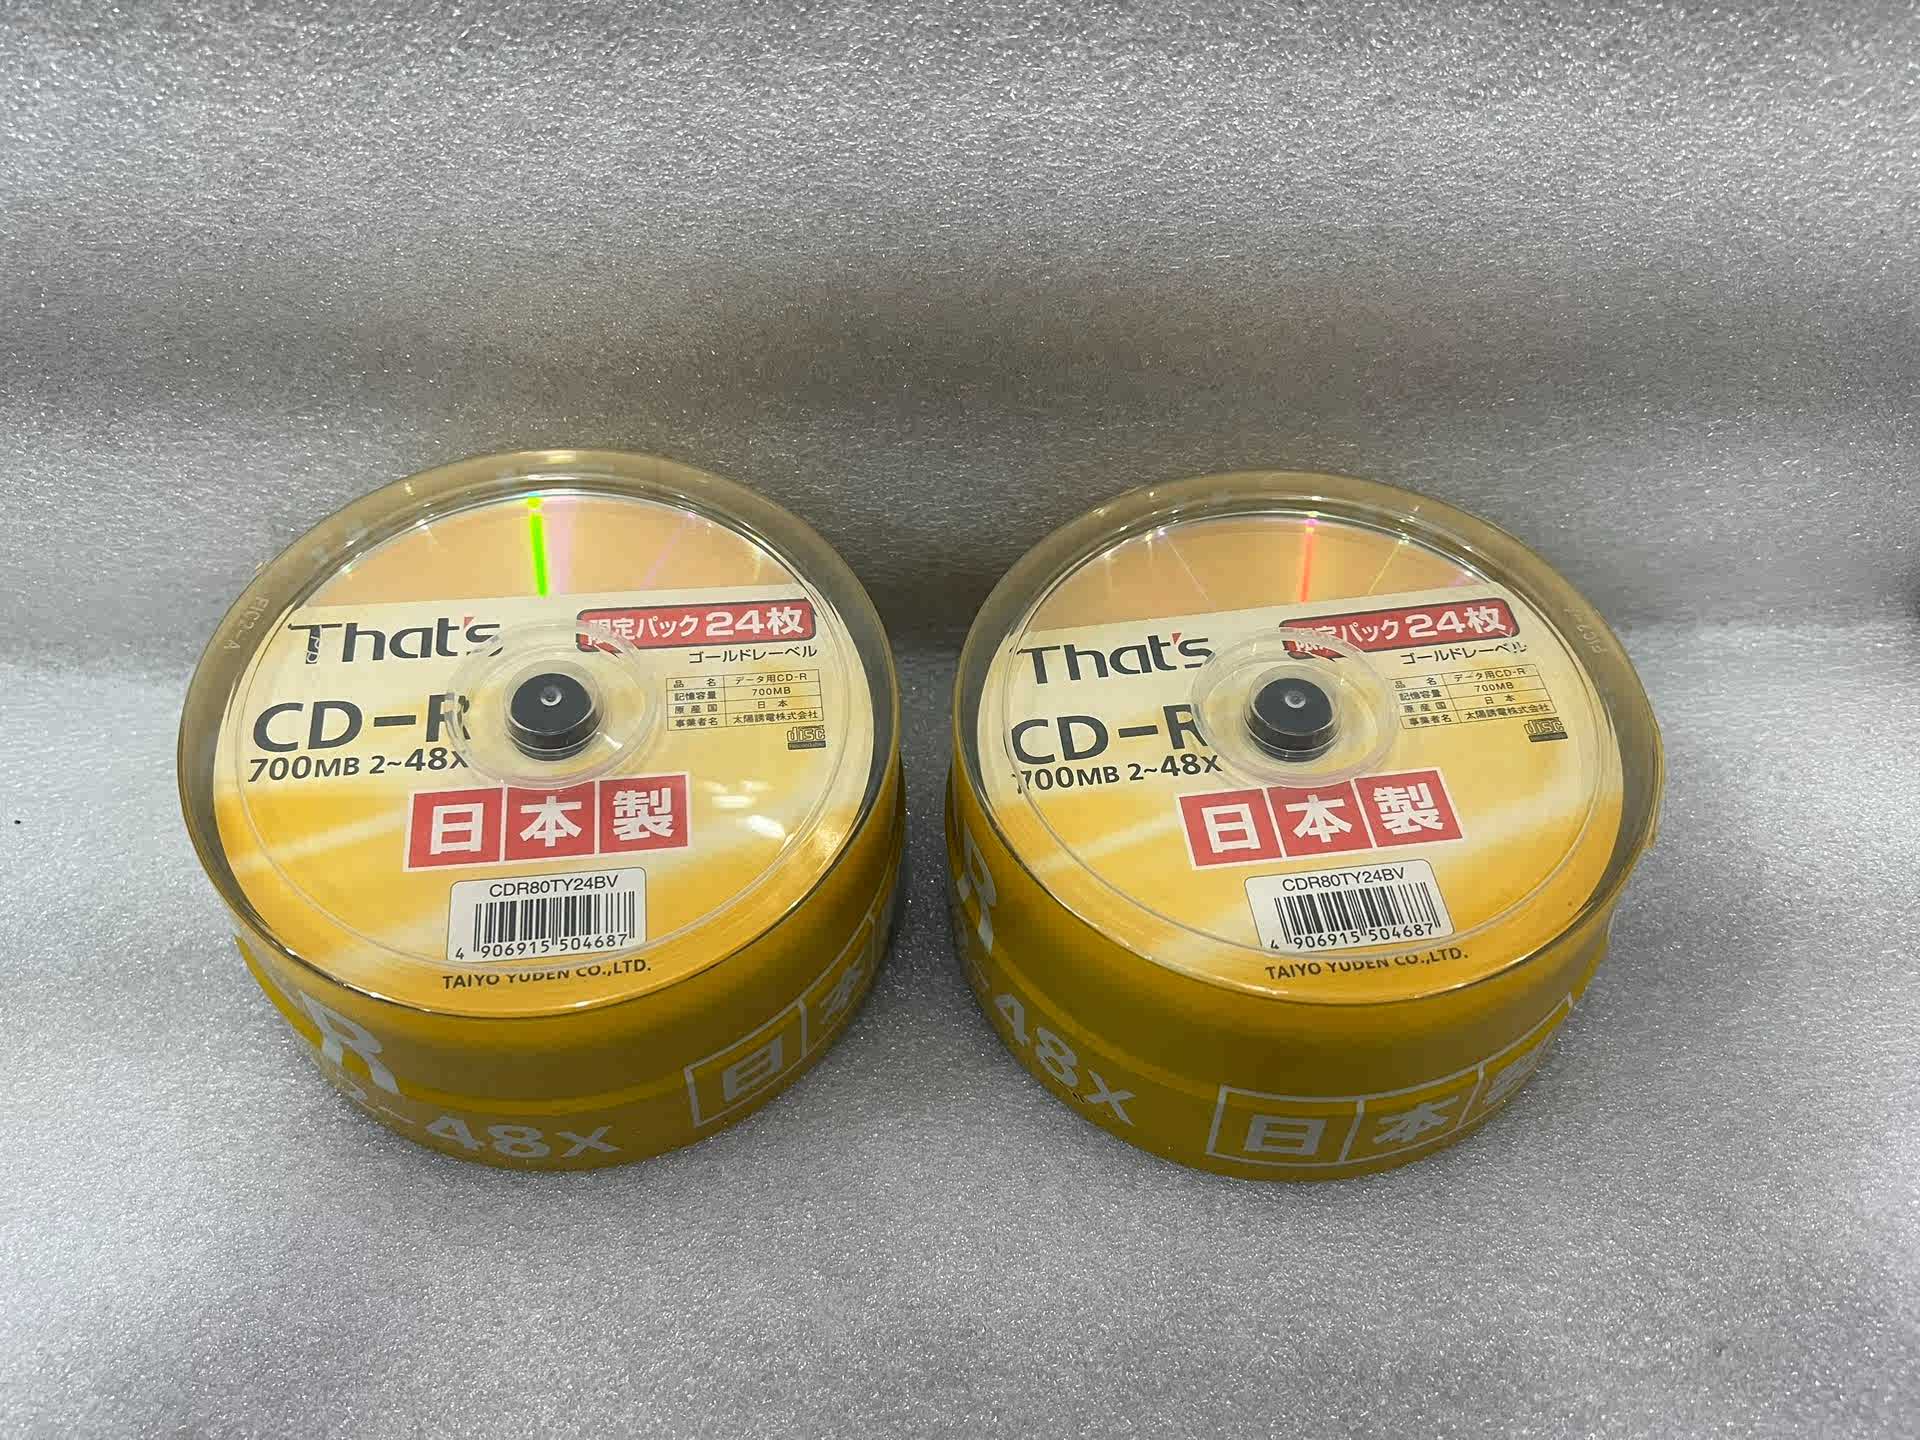 That's
限定パック24枚
ゴールドレーベル
CD-R
700MB 2~48X
品 名 データ用CD-R
記憶容量 700MB
原産国 日本
事業者名 太陽誘電株式会社
disc
日本製
CDR80TY24BV
4 906915 504687
TAIYO YUDEN CO.,LTD.
R
2~48X
日本
That's
限定パック24枚
ゴールドレーベル
CD-R
700MB 2~48X
品 名 データ用CD-R
記憶容量 700MB
原産国 日本
事業者名 太陽誘電株式会社
disc
日本製
CDR80TY24BV
4 906915 504687
TAIYO YUDEN CO.,LTD.
R
48X
日本製